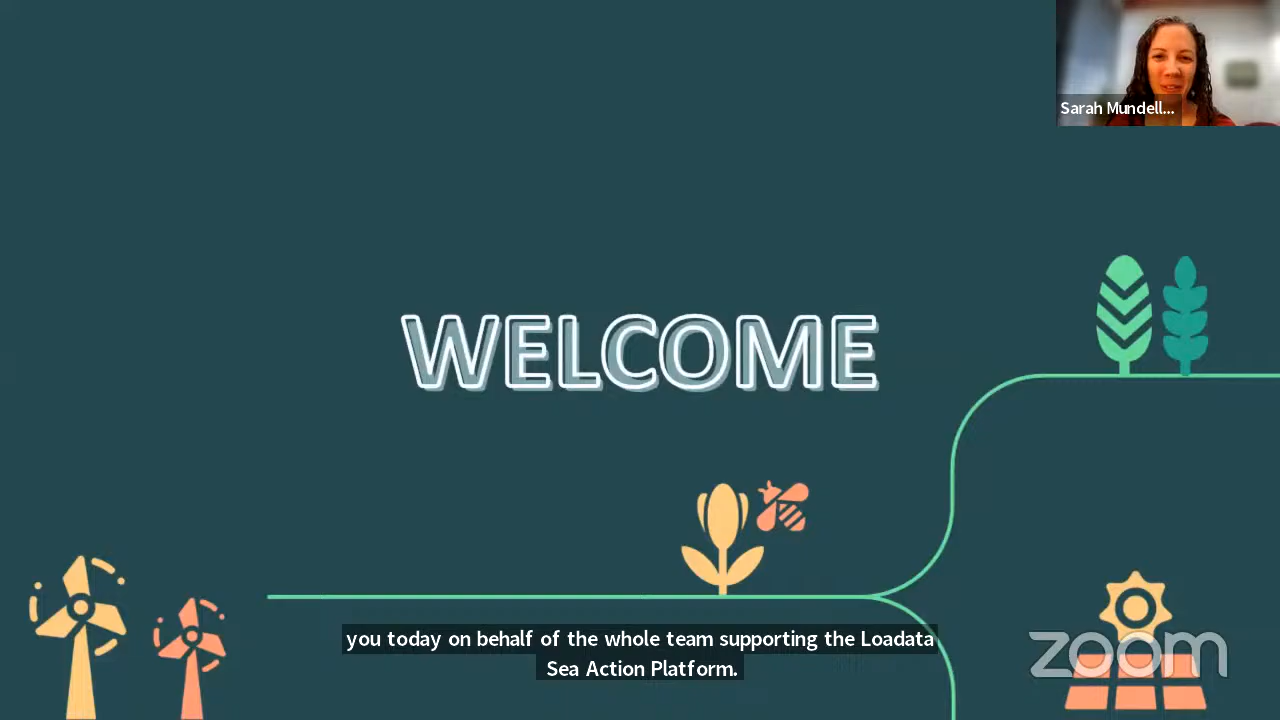 Sarah Mundell...
WELCOME
you today on behalf of the whole team supporting the Loadata
Sea Action Platform.
zoom